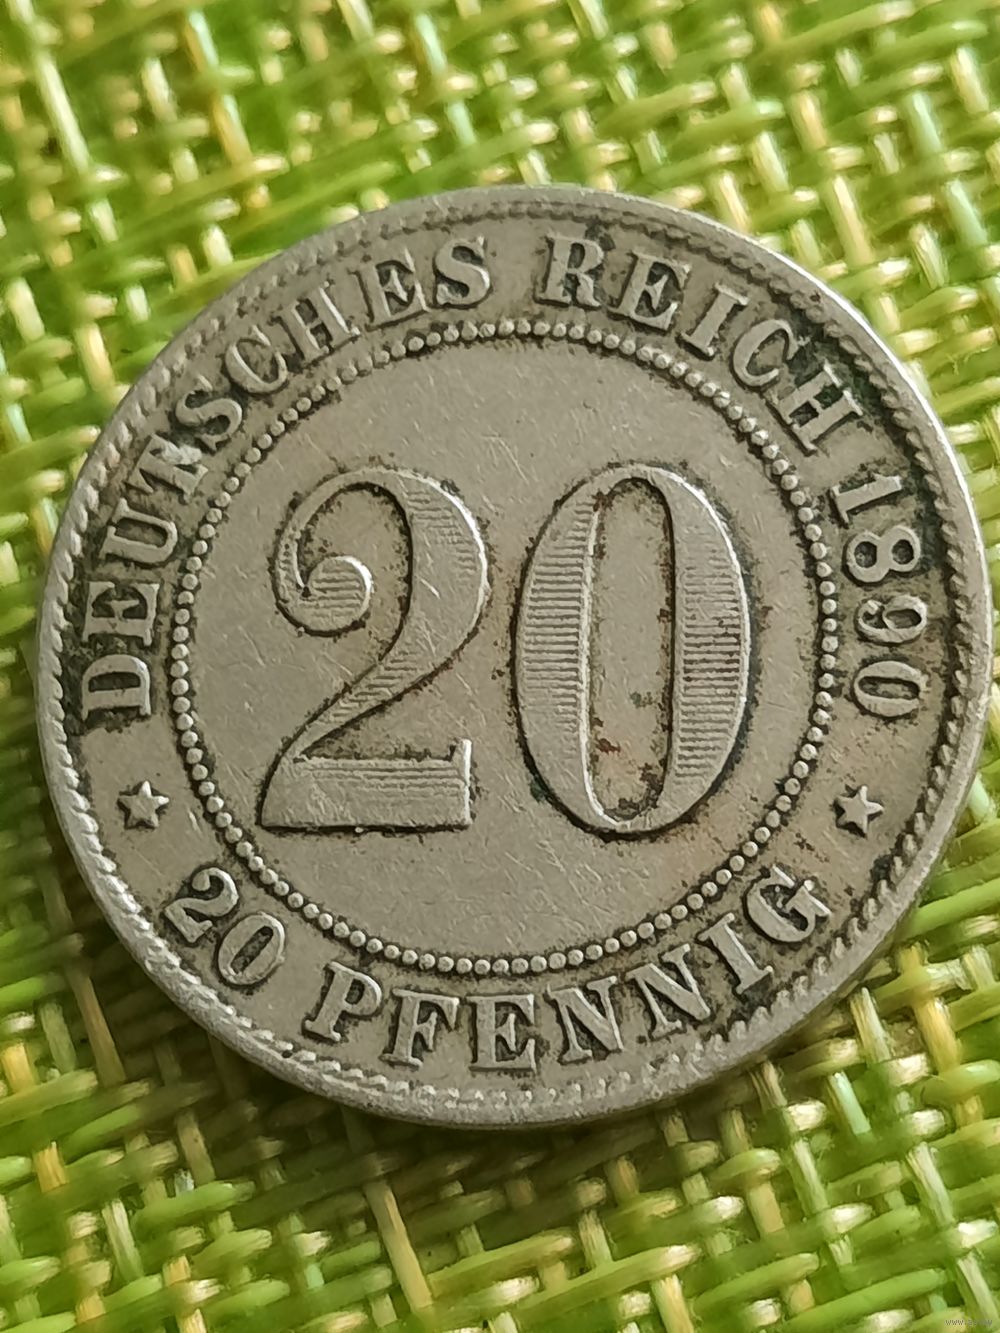 DEUTSCHES REICH 1890
20
20 PFENNIG